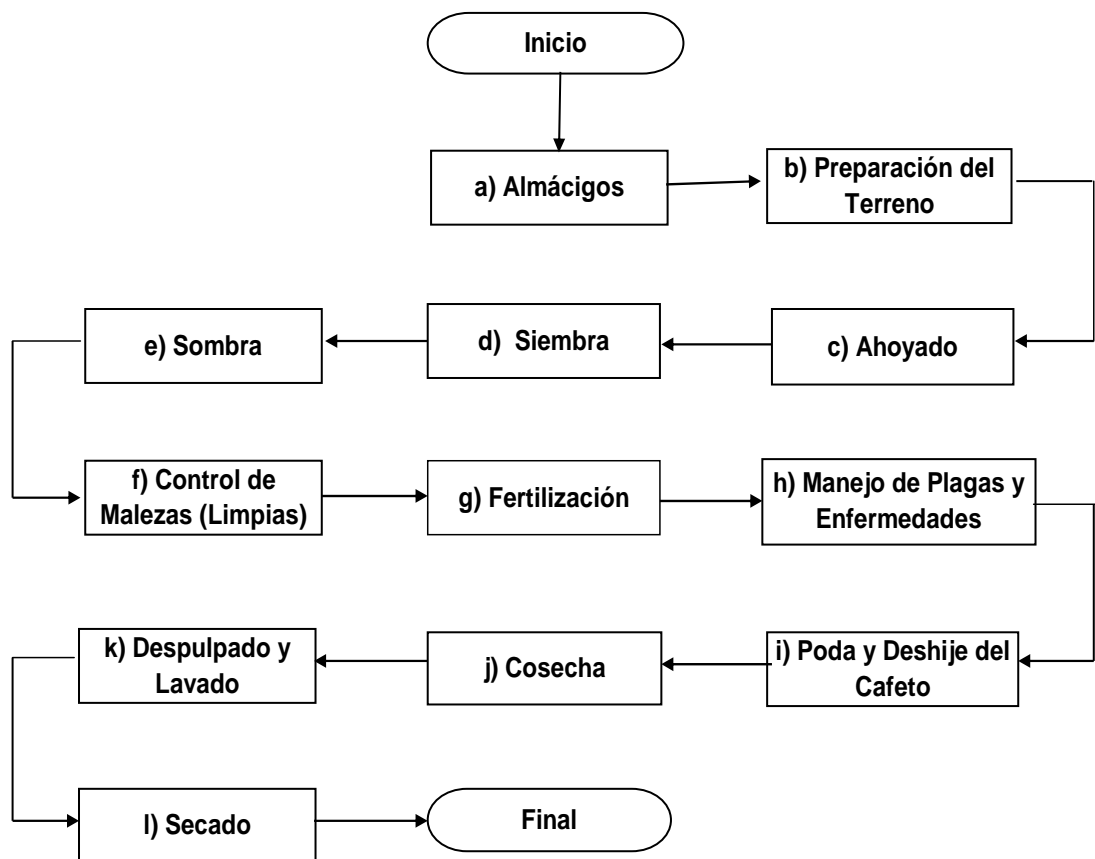 Inicio
a) Almácigos
b) Preparación del
Terreno
c) Ahoyado
d) Siembra
e) Sombra
f) Control de
Malezas (Limpias)
g) Fertilización
h) Manejo de Plagas y
Enfermedades
i) Poda y Deshije del
Cafeto
j) Cosecha
k) Despulpado y
Lavado
l) Secado
Final